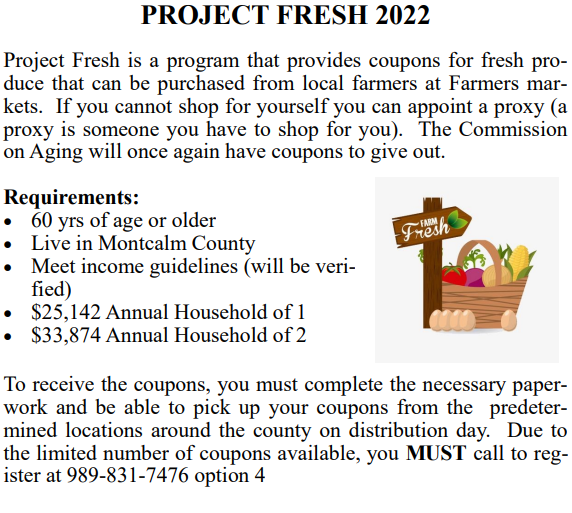 PROJECT FRESH 2022
Project Fresh is a program that provides coupons for fresh pro-
duce that can be purchased from local farmers at Farmers mar-
kets.  If you cannot shop for yourself you can appoint a proxy (a
proxy is someone you have to shop for you).  The Commission
on Aging will once again have coupons to give out.
Requirements:
• 60 yrs of age or older
• Live in Montcalm County
• Meet income guidelines (will be veri-
fied)
• $25,142 Annual Household of 1
• $33,874 Annual Household of 2
FARM
Fresh
To receive the coupons, you must complete the necessary paper-
work and be able to pick up your coupons from the  predeter-
mined locations around the county on distribution day.  Due to
the limited number of coupons available, you MUST call to reg-
ister at 989-831-7476 option 4